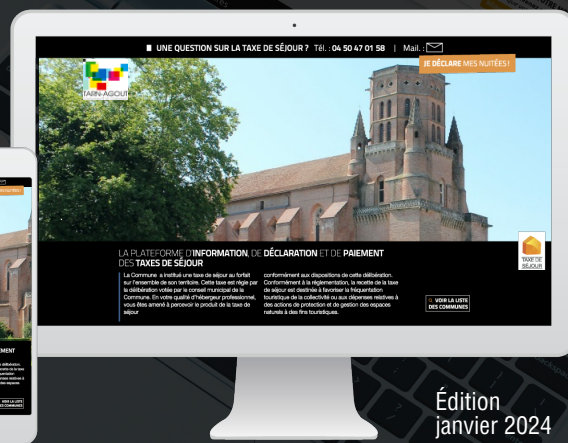 UNE QUESTION SUR LA TAXE DE SÉJOUR ? Tél. : 04 50 47 01 58 | Mail. :
JE DÉCLARE MES NUITÉES !
TARN-AGOUT
LA PLATEFORME D'INFORMATION, DE DÉCLARATION ET DE PAIEMENT
DES TAXES DE SÉJOUR
La Commune a institué une taxe de séjour au forfait
sur l'ensemble de son territoire. Cette taxe est régie par
la délibération votée par le conseil municipal de la
Commune. En votre qualité d'hébergeur professionnel,
vous êtes amené à percevoir le produit de la taxe de
séjour
conformément aux dispositions de cette délibération.
Conformément à la réglementation, la recette de la taxe
de séjour est destinée à favoriser la fréquentation
touristique de la collectivité ou aux dépenses relatives à
des actions de protection et de gestion des espaces
naturels à des fins touristiques.
TAXE DE
SÉJOUR
VOIR LA LISTE
DES COMMUNES
Édition
janvier 2024